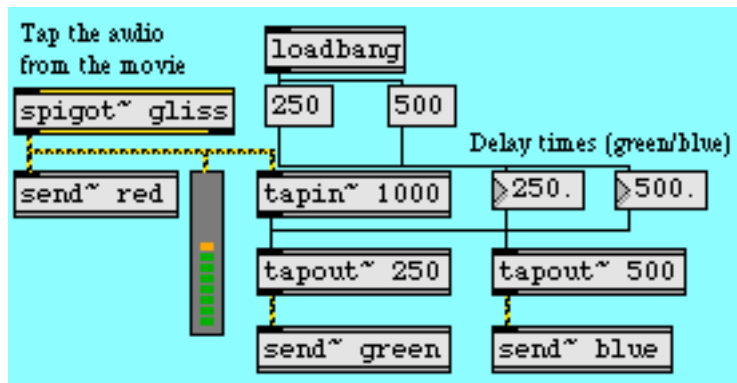 Tap the audio
from the movie
loadbang
spigot~ gliss
250
500
Delay times (green/blue)
send~ red
tapin~ 1000
250.
500.
tapout~ 250
tapout~ 500
send~ green
send~ blue